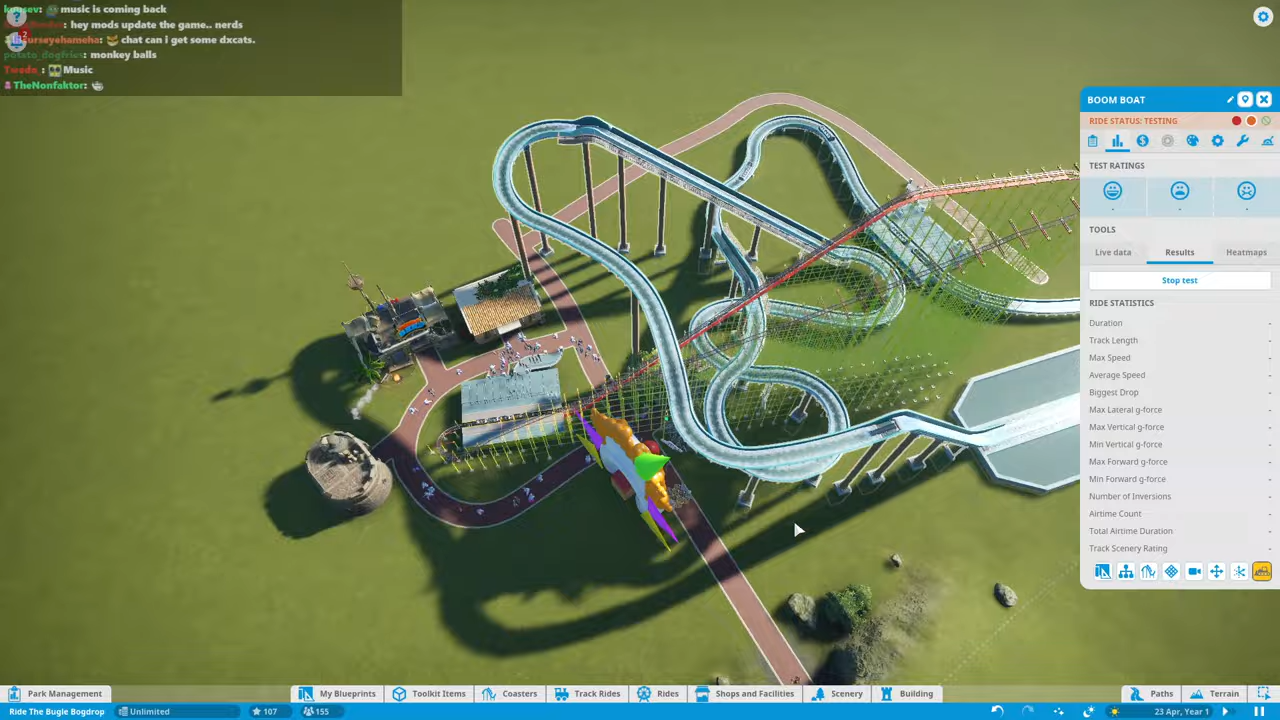 kousev: music is coming back
: hey mods update the game.. nerds
urseyehameha: chat can i get some dxcats.
potato_dogfries: monkey balls
Twedn : Music
TheNonfaktor:
?
2
BOOM BOAT
RIDE STATUS: TESTING
TEST RATINGS
- - -
TOOLS
Live data Results Heatmaps
Stop test
RIDE STATISTICS
Duration -
Track Length -
Max Speed -
Average Speed -
Biggest Drop -
Max Lateral g-force -
Max Vertical g-force -
Min Vertical g-force -
Max Forward g-force -
Min Forward g-force -
Number of Inversions -
Airtime Count -
Total Airtime Duration -
Track Scenery Rating -
Park Management My Blueprints Toolkit Items Coasters Track Rides Rides Shops and Facilities Scenery Building Paths Terrain
Ride The Bugle Bogdrop Unlimited 107 155 23 Apr, Year 1